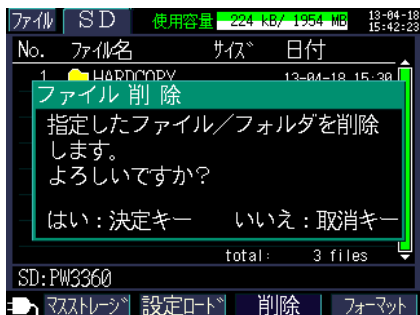 ファイル SD 使用容量 224 kB/ 1954 MB 13-04-18
15:42:23
No. ファイル名 サイズ 日付
1 HARDCOPY 13-04-18 15:30
ファイル 削 除
指定したファイル／フォルダを削除
します。
よろしいですか?
はい：決定キー いいえ：取消キー
total: 3 files
SD:PW3360
マスストレージ 設定ロード 削除 フォーマット